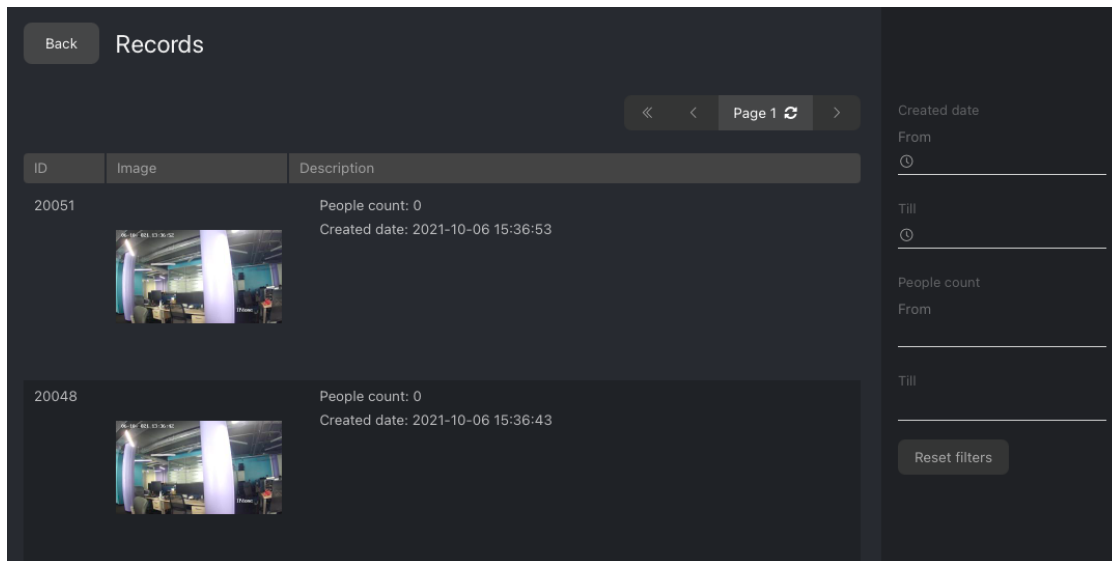 Back
Records
Page 1
ID
Image
Description
20051
People count: 0
Created date: 2021-10-06 15:36:53
20048
People count: 0
Created date: 2021-10-06 15:36:43
Created date
From
Till
People count
From
Till
Reset filters